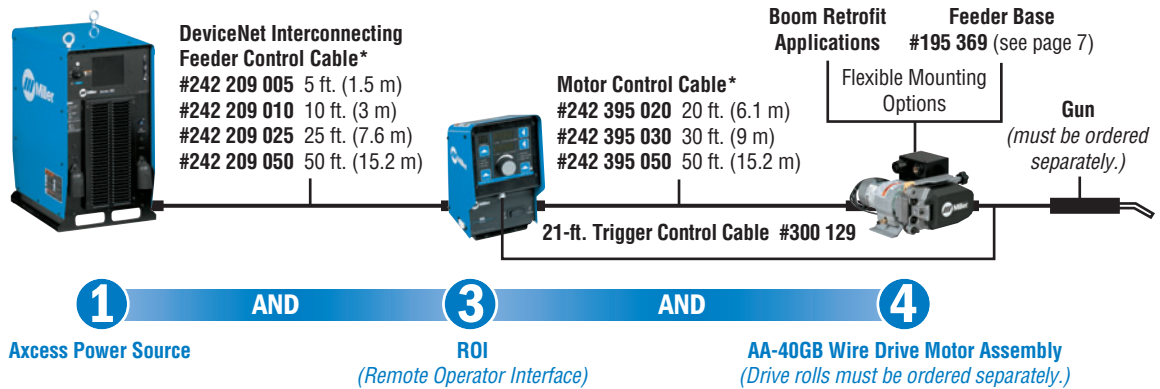 DeviceNet Interconnecting
Feeder Control Cable*
#242 209 005 5 ft. (1.5 m)
#242 209 010 10 ft. (3 m)
#242 209 025 25 ft. (7.6 m)
#242 209 050 50 ft. (15.2 m)
Motor Control Cable*
#242 395 020 20 ft. (6.1 m)
#242 395 030 30 ft. (9 m)
#242 395 050 50 ft. (15.2 m)
Boom Retrofit
Applications
Feeder Base
#195 369 (see page 7)
Flexible Mounting
Options
Gun
(must be ordered
separately.)
Miller
Miller
Miller
21-ft. Trigger Control Cable #300 129
1 AND 3 AND 4
Axcess Power Source
ROI
(Remote Operator Interface)
AA-40GB Wire Drive Motor Assembly
(Drive rolls must be ordered separately.)